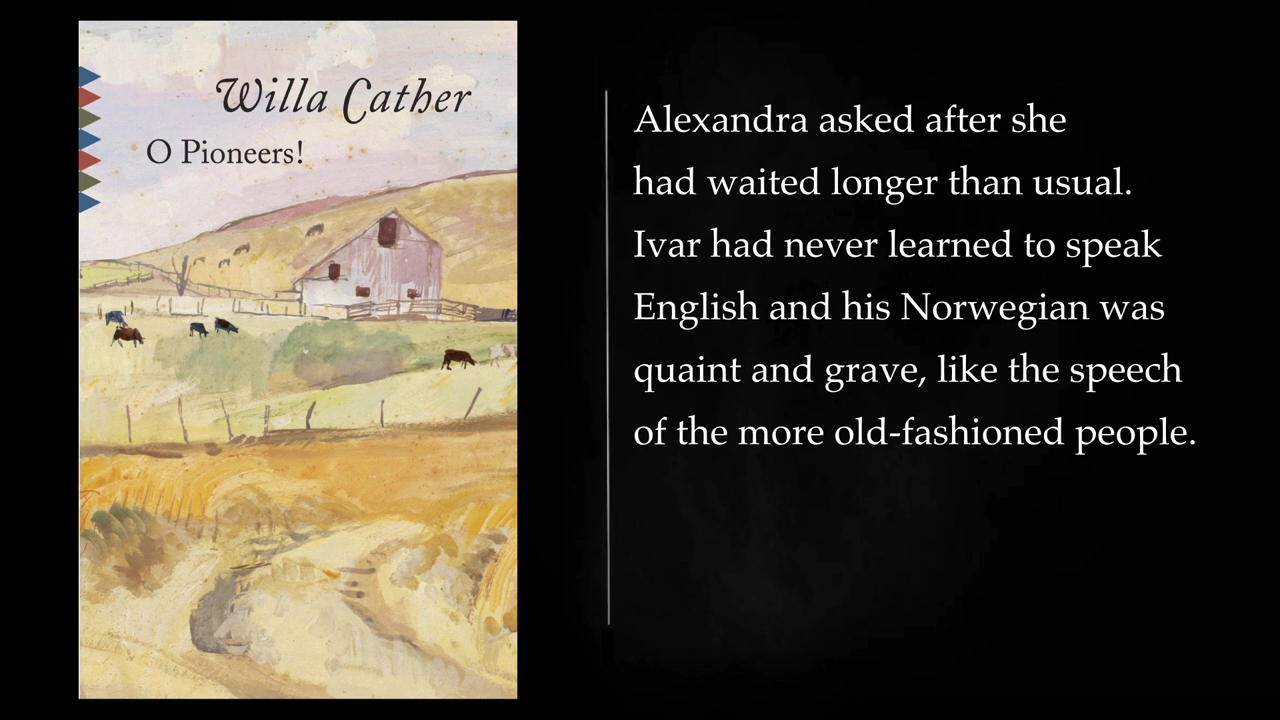 Willa Cather
O Pioneers!
Alexandra asked after she
had waited longer than usual.
Ivar had never learned to speak
English and his Norwegian was
quaint and grave, like the speech
of the more old-fashioned people.